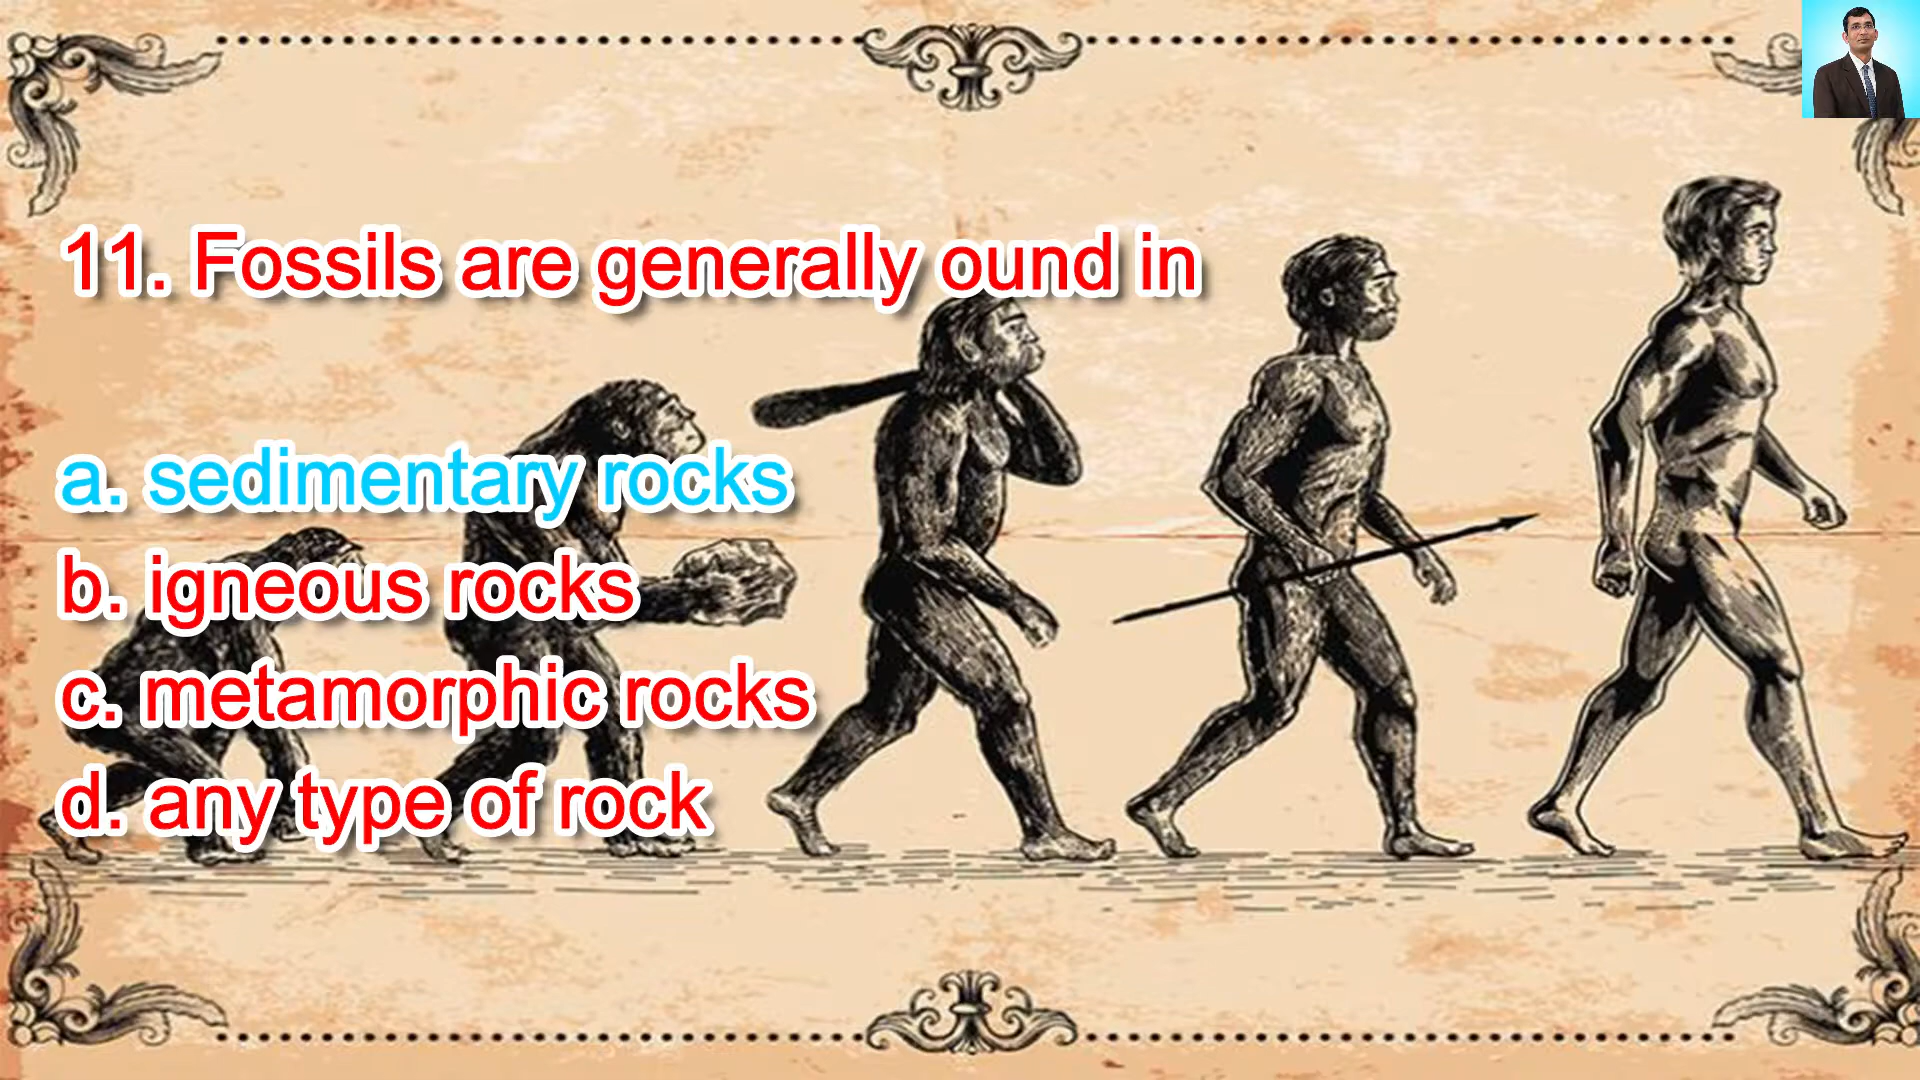 11. Fossils are generally ound in
a. sedimentary rocks
b. igneous rocks
c. metamorphic rocks
d. any type of rock